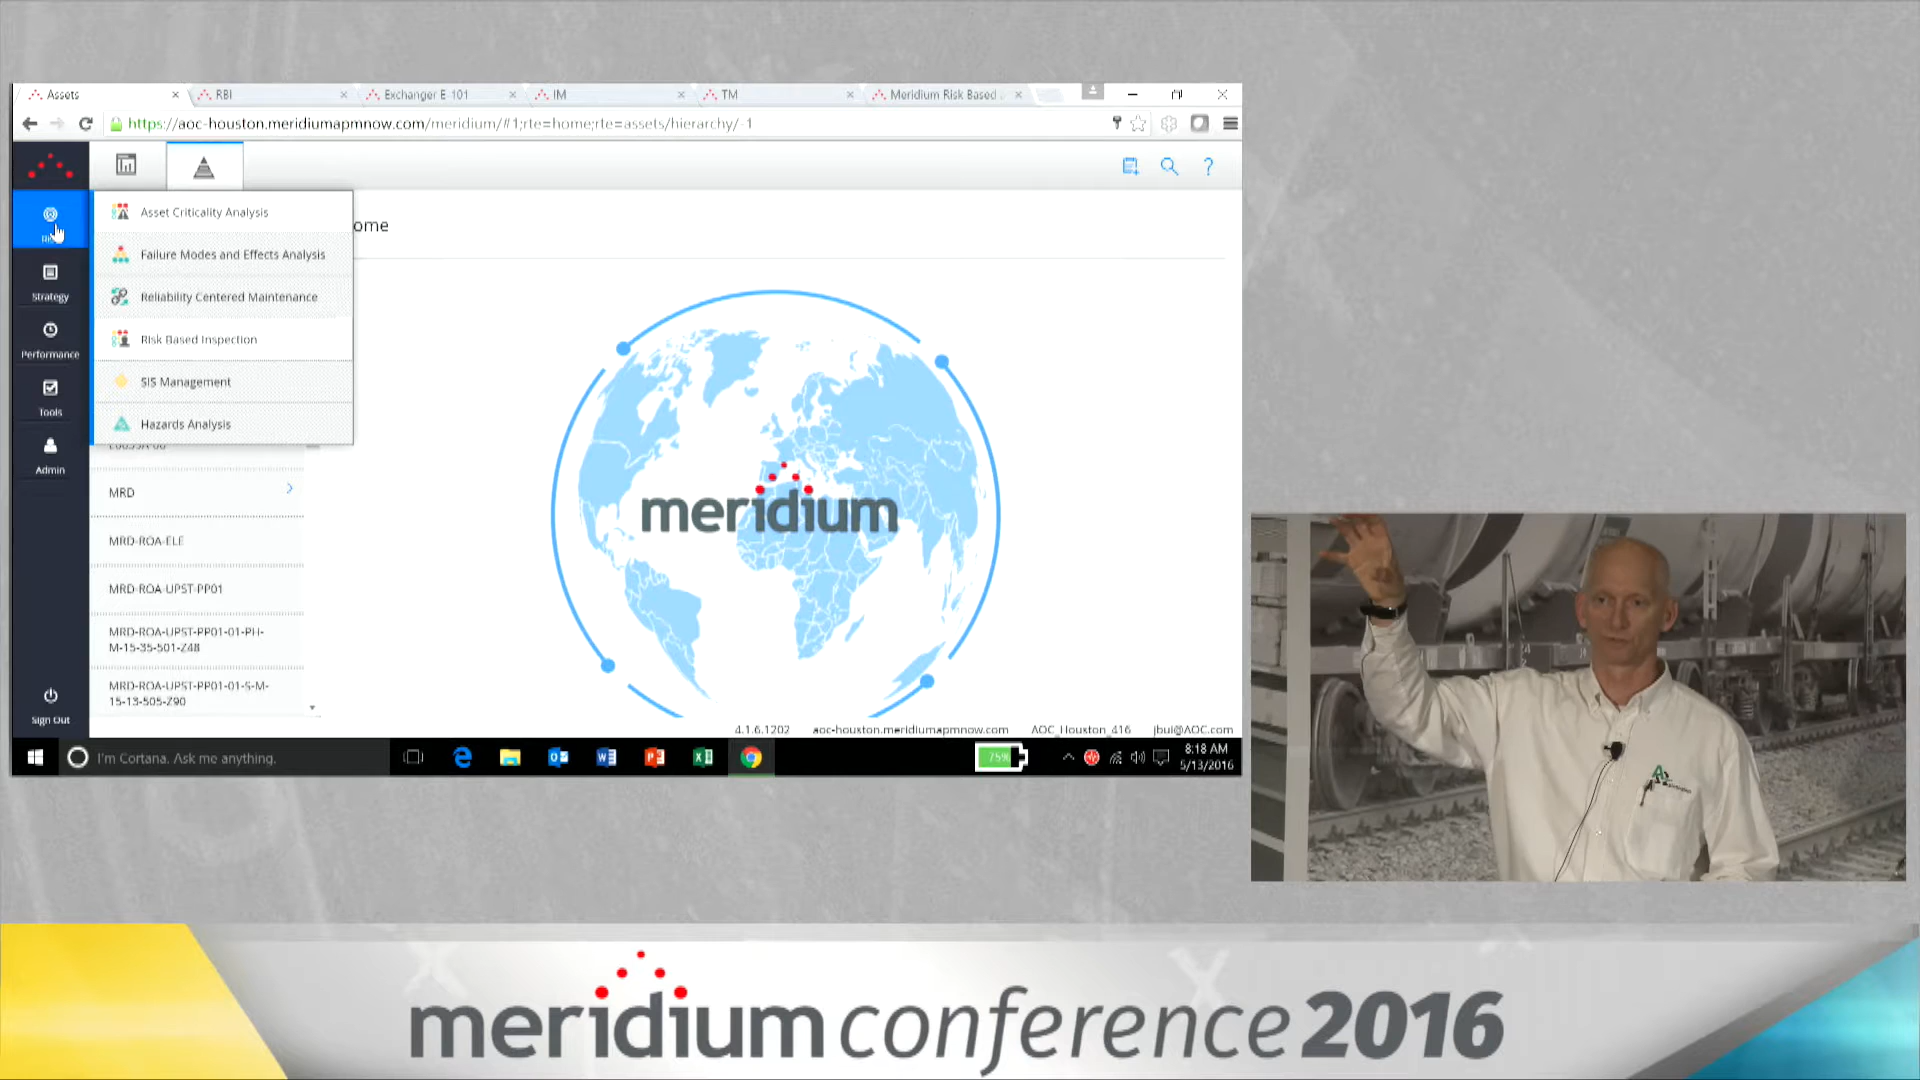 Assets
RBI
Exchanger E-101
IM
TM
Meridium Risk Based
https://aoc-houston.meridiumapmnow.com/meridium/#1;rte=home;rte=assets/hierarchy/-1
?
Asset Criticality Analysis
ome
Failure Modes and Effects Analysis
Strategy
Reliability Centered Maintenance
Risk Based Inspection
Performance
SIS Management
Tools
Hazards Analysis
Admin
MRD
MRD-ROA-ELE
meridium
MRD-ROA-UPST-PP01
MRD-ROA-UPST-PP01-01-PH-
M-15-35-501-Z48
MRD-ROA-UPST-PP01-01-S-M-
15-13-505-Z90
Sign Out
4.1.6.1202 aoc-houston.meridiumapmnow.com AOC_Houston_416 jbui@AOC.com
I'm Cortana. Ask me anything.
75%
8:18 AM
5/13/2016
meridium conference 2016